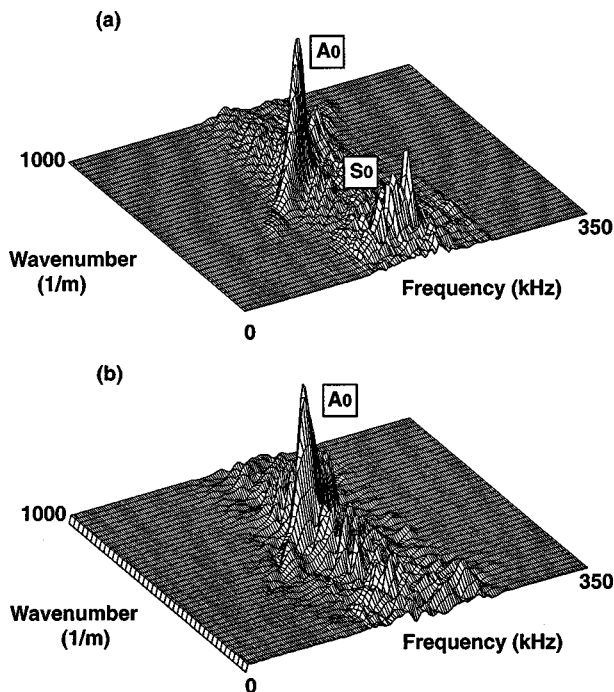 (a)
A0
S0
1000
350
Wavenumber
(1/m)
Frequency (kHz)
0
(b)
A0
1000
350
Wavenumber
(1/m)
Frequency (kHz)
0